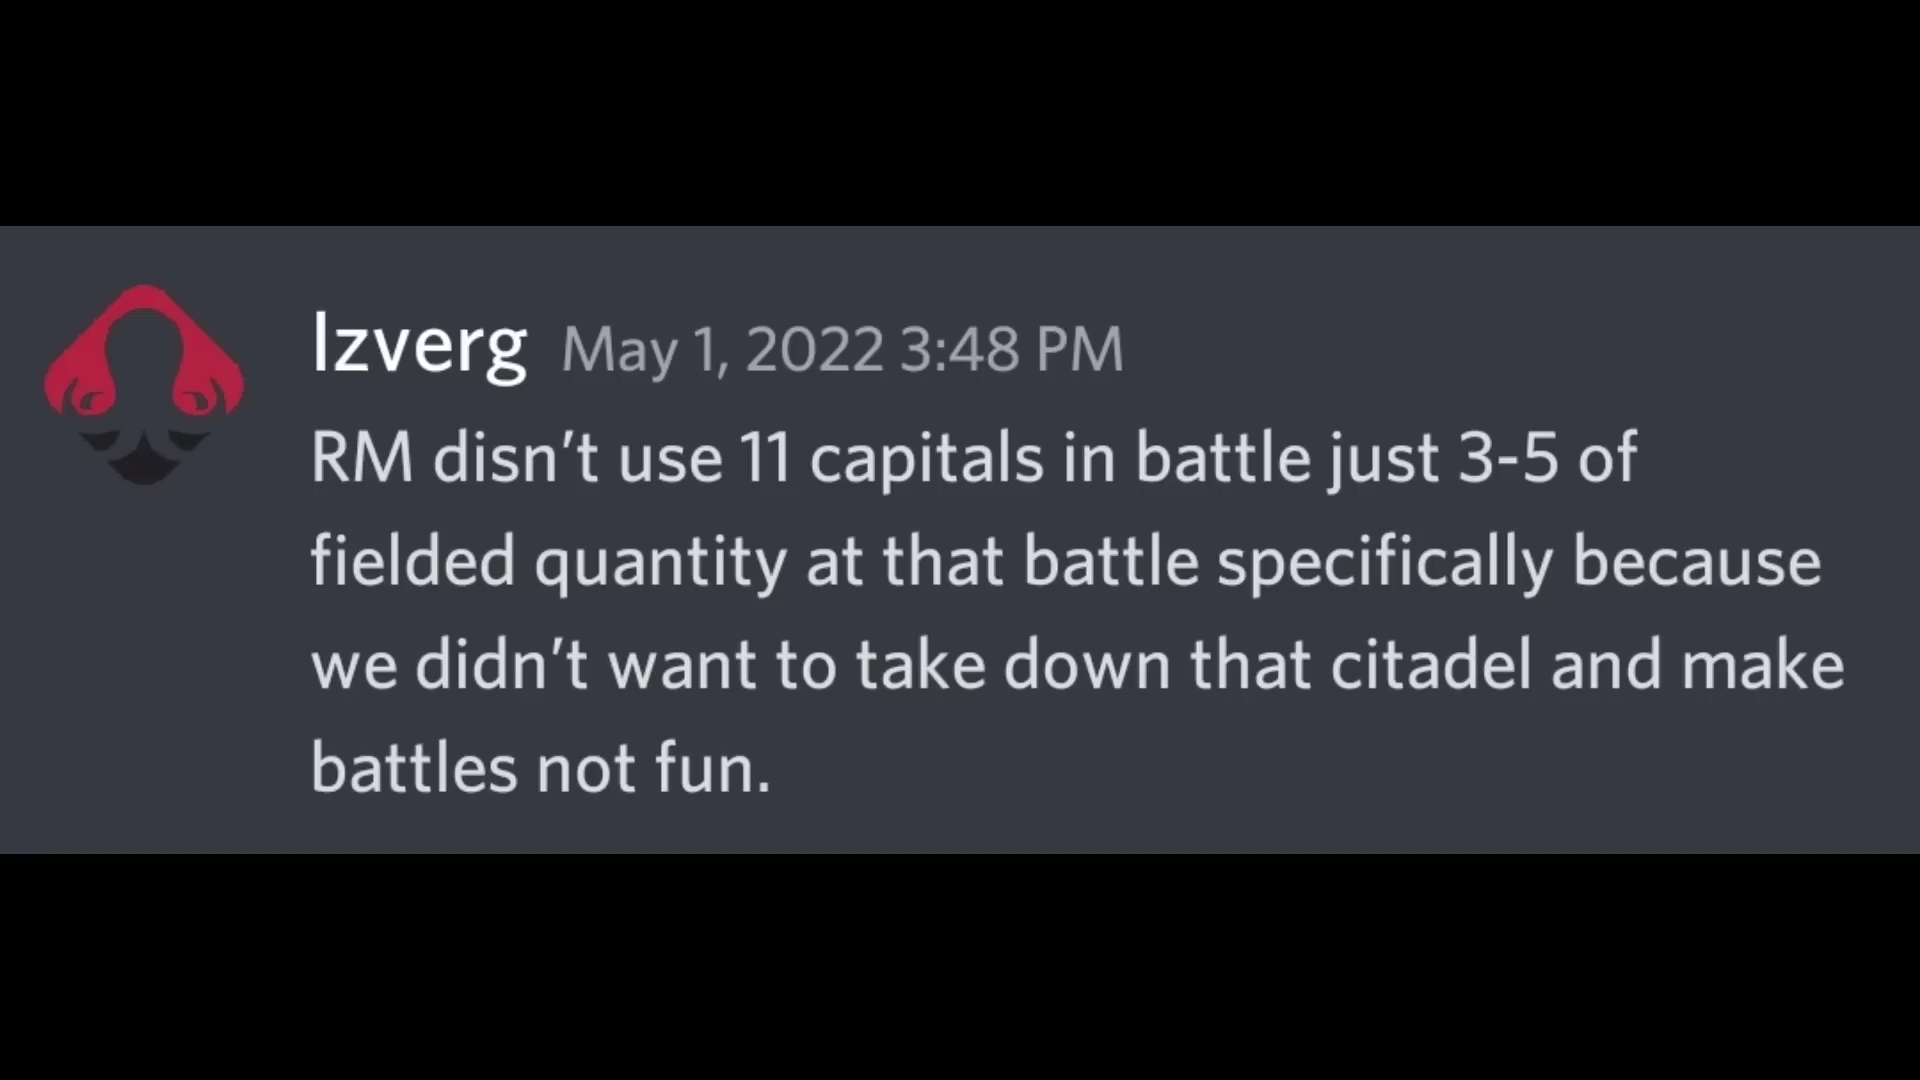 Izverg May 1, 2022 3:48 PM
RM disn’t use 11 capitals in battle just 3-5 of
fielded quantity at that battle specifically because
we didn’t want to take down that citadel and make
battles not fun.